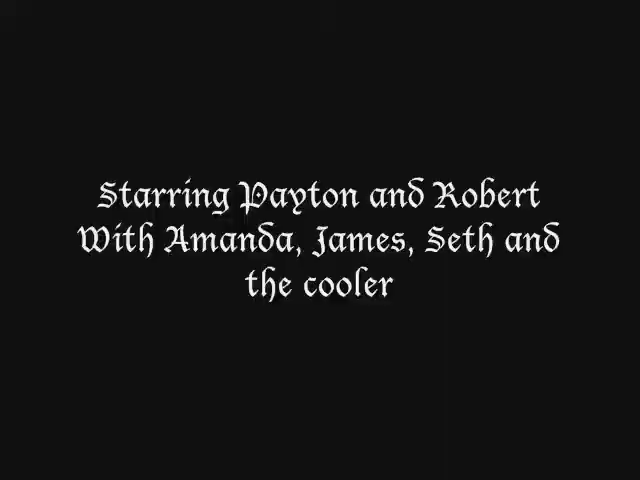 Starring Payton and Robert
With Amanda, James, Seth and
the cooler